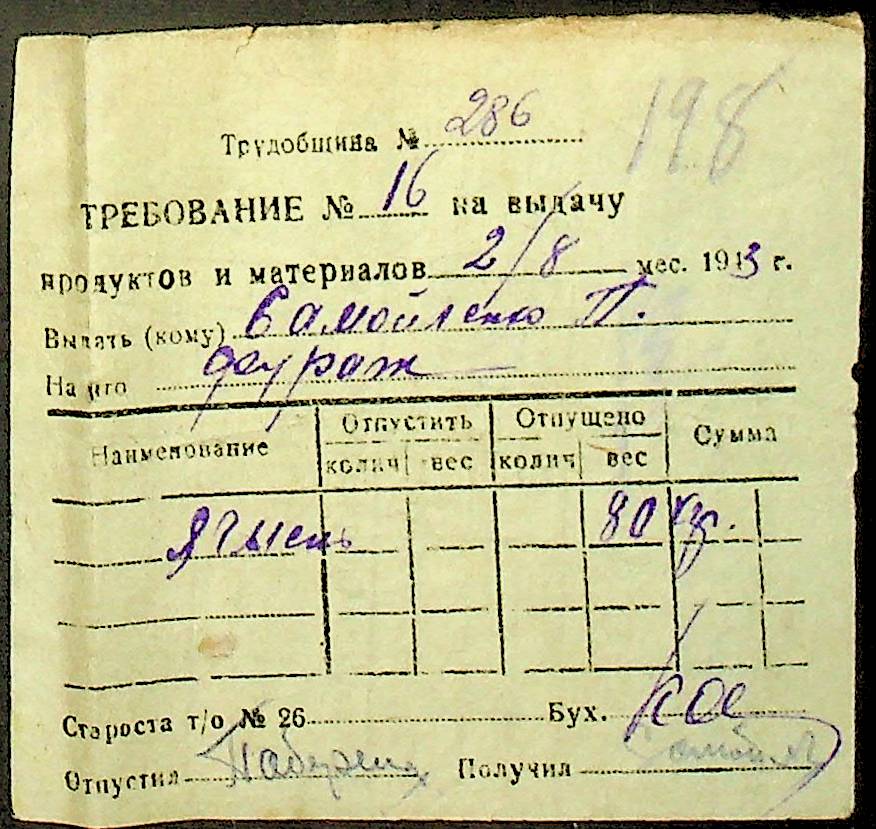 198
Трудобщина № 286
ТРЕБОВАНИЕ № 16 на выдачу
продуктов и материалов 2/8 мес. 1943 г.
Выдать (кому) Самойленко П.
На что фураж
Наименование Отпустить Отпущено Сумма
колич вес колич вес
Ячмень 80 кгр.
Староста т/о № 26 Бух.
Отпустил Получил